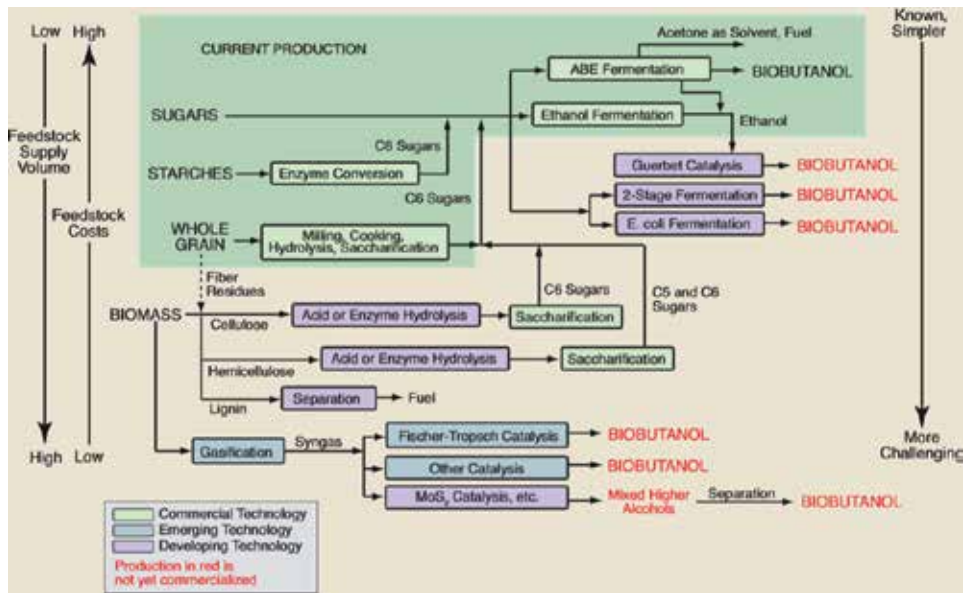 Low High
CURRENT PRODUCTION
Known,
Simpler
Acetone as Solvent, Fuel
ABE Fermentation
BIOBUTANOL
SUGARS
Ethanol Fermentation
Ethanol
Feedstock
Supply
Volume
C6 Sugars
Guerbet Catalysis
BIOBUTANOL
STARCHES
Enzyme Conversion
C6 Sugars
2-Stage Fermentation
BIOBUTANOL
Feedstock
Costs
E. coli Fermentation
BIOBUTANOL
WHOLE
GRAIN
Milling, Cooking,
Hydrolysis, Saccharification
Fiber
Residues
C6 Sugars
C5 and C6
Sugars
BIOMASS
Cellulose
Acid or Enzyme Hydrolysis
Saccharification
Hemicellulose
Acid or Enzyme Hydrolysis
Saccharification
Lignin
Separation
Fuel
High Low
More
Challenging
Gasification
Syngas
Fischer-Tropsch Catalysis
BIOBUTANOL
Other Catalysis
BIOBUTANOL
MoS₂ Catalysis, etc.
Mixed Higher
Alcohols
Separation
BIOBUTANOL
Commercial Technology
Emerging Technology
Developing Technology
Production in red is
not yet commercialized